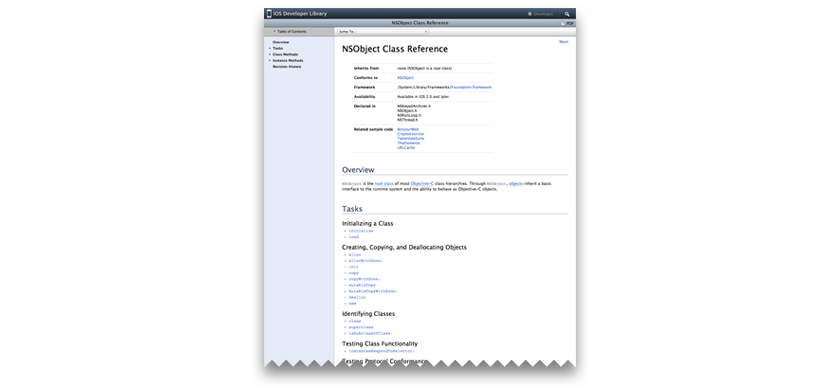 iOS Developer Library
Developer
NSObject Class Reference
PDF
Table of Contents
Jump To...
Next
Overview
Tasks
Class Methods
Instance Methods
Revision History
NSObject Class Reference
Inherits from none (NSObject is a root class)
Conforms to NSObject
Framework /System/Library/Frameworks/Foundation.framework
Availability Available in iOS 2.0 and later.
Declared in NSKeyedArchiver.h
NSObject.h
NSRunLoop.h
NSThread.h
Related sample code BonjourWeb
CryptoExercise
TableViewSuite
TheElements
URLCache
Overview
NSObject is the root class of most Objective-C class hierarchies. Through NSObject, objects inherit a basic
interface to the runtime system and the ability to behave as Objective-C objects.
Tasks
Initializing a Class
+ initialize
+ load
Creating, Copying, and Deallocating Objects
+ alloc
+ allocWithZone:
– init
– copy
+ copyWithZone:
– mutableCopy
+ mutableCopyWithZone:
– dealloc
+ new
Identifying Classes
+ class
+ superclass
+ isSubclassOfClass:
Testing Class Functionality
+ instancesRespondToSelector:
Testing Protocol Conformance